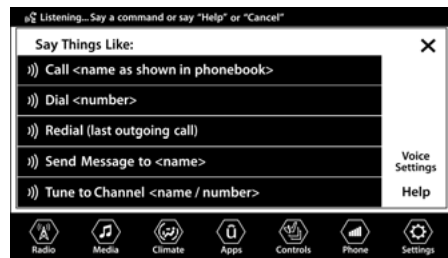 Listening...Say a command or say "Help" or "Cancel"
Say Things Like:
Call <name as shown in phonebook>
Dial <number>
Redial (last outgoing call)
Send Message to <name>
Tune to Channel <name / number>
Voice
Settings
Help
Radio Media Climate Apps Controls Phone Settings